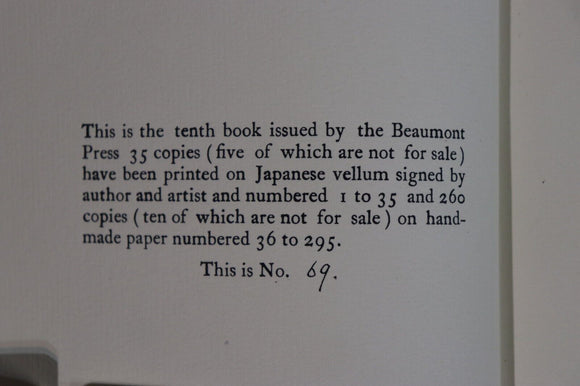 This is the tenth book issued by the Beaumont
Press 35 copies (five of which are not for sale)
have been printed on Japanese vellum signed by
author and artist and numbered 1 to 35 and 260
copies (ten of which are not for sale) on hand-
made paper numbered 36 to 295.
This is No. 69.